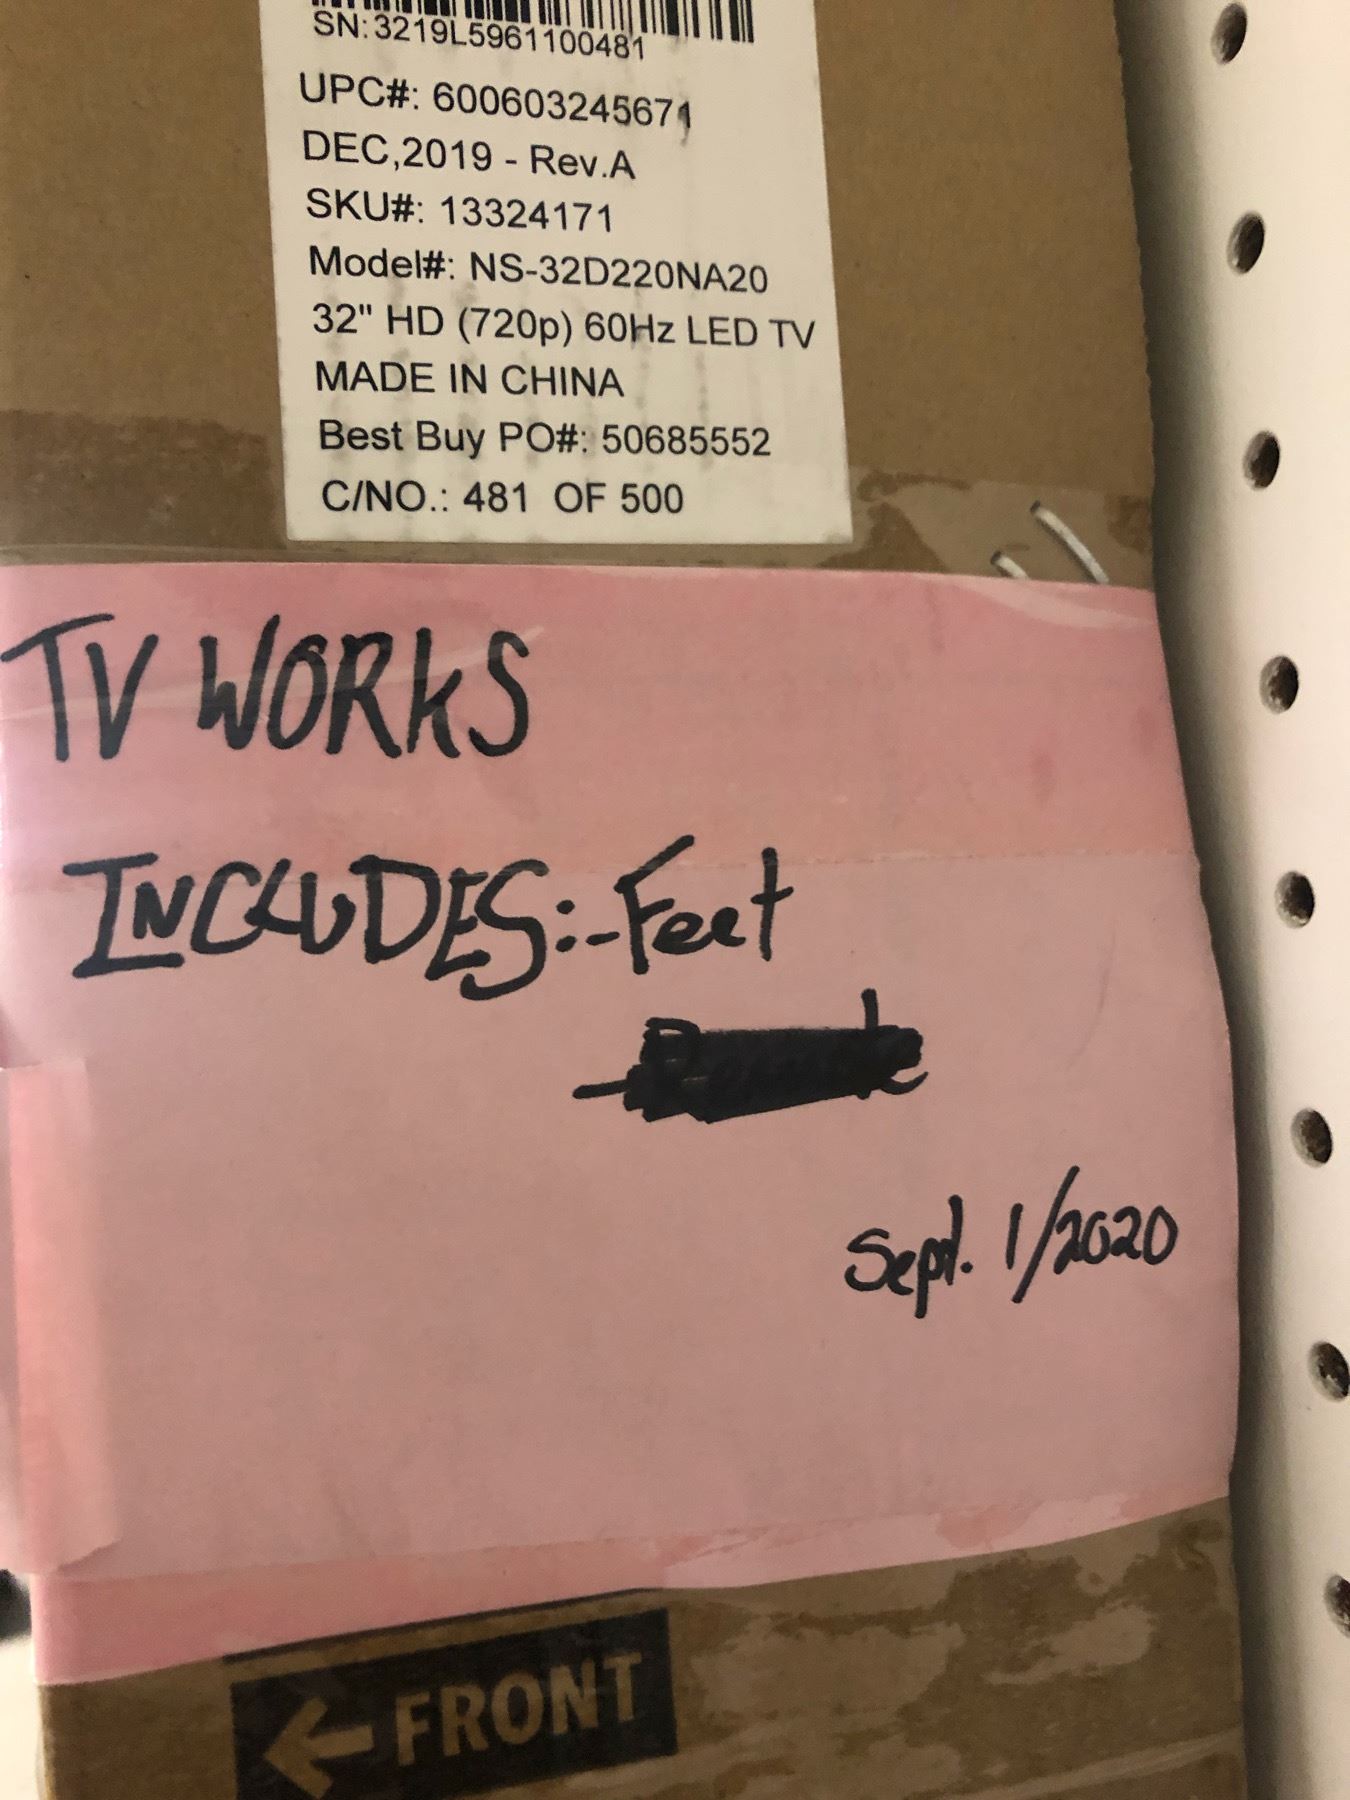 SN:3219L5961100481
UPC#: 600603245671
DEC,2019 - Rev.A
SKU#: 13324171
Model#: NS-32D220NA20
32" HD (720p) 60Hz LED TV
MADE IN CHINA
Best Buy PO#: 50685552
C/NO.: 481 OF 500
TV WORKS
INCLUDES:-Feet
-Remote
Sept. 1/2020
←FRONT